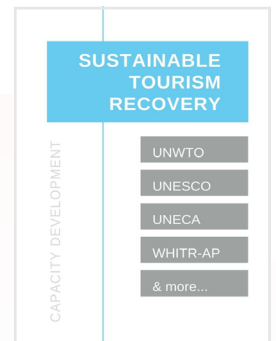 SUSTAINABLE
TOURISM
RECOVERY
CAPACITY DEVELOPMENT
UNWTO
UNESCO
UNECA
WHITR-AP
& more...